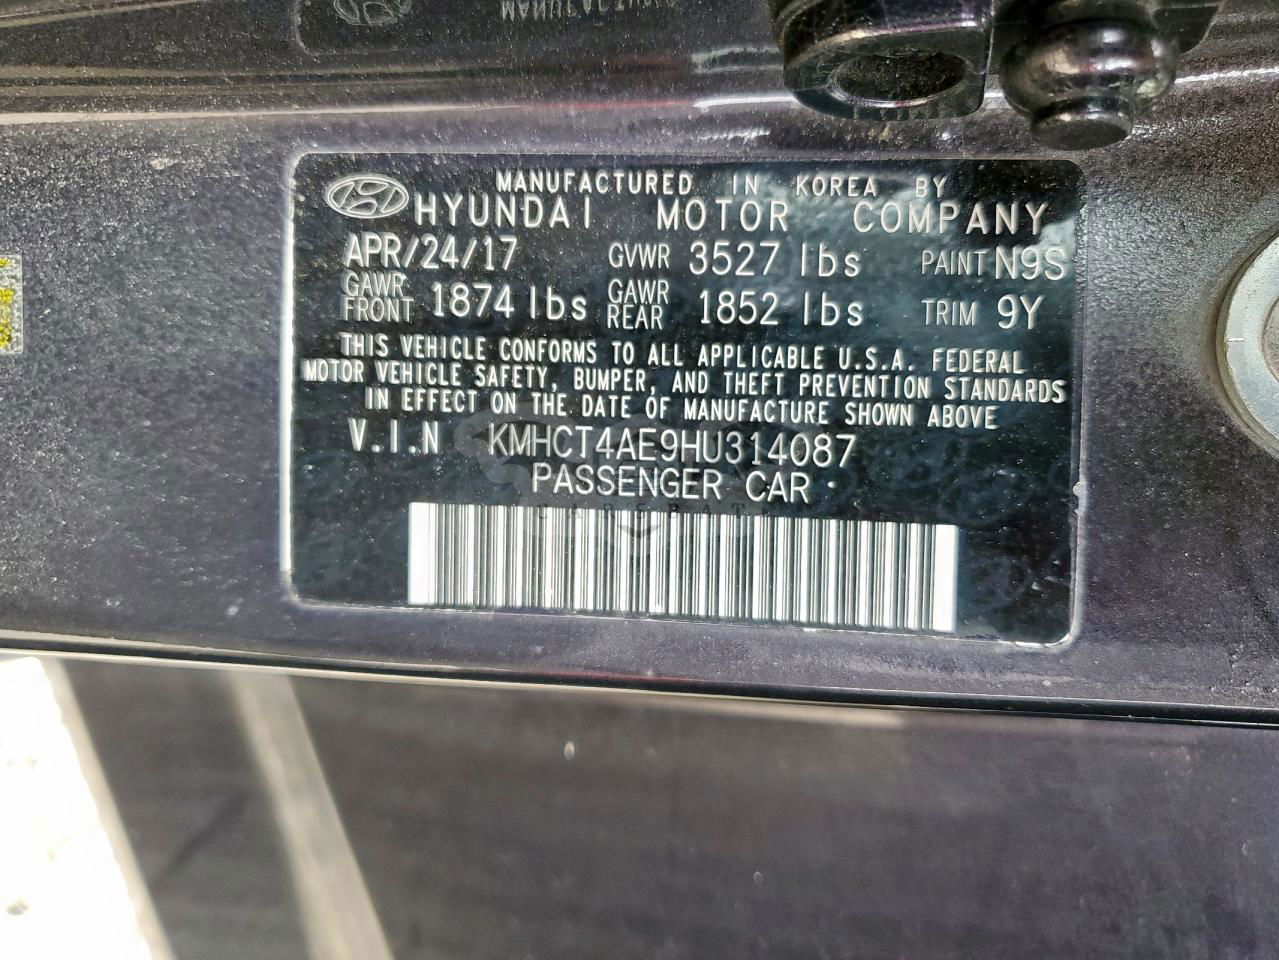 MANUFACTURED IN KOREA BY
HYUNDAI MOTOR COMPANY
APR/24/17 GVWR 3527 lbs PAINT N9S
GAWR FRONT 1874 lbs GAWR REAR 1852 lbs TRIM 9Y
THIS VEHICLE CONFORMS TO ALL APPLICABLE U.S.A. FEDERAL
MOTOR VEHICLE SAFETY, BUMPER, AND THEFT PREVENTION STANDARDS
IN EFFECT ON THE DATE OF MANUFACTURE SHOWN ABOVE
V.I.N KMHCT4AE9HU314087
PASSENGER CAR